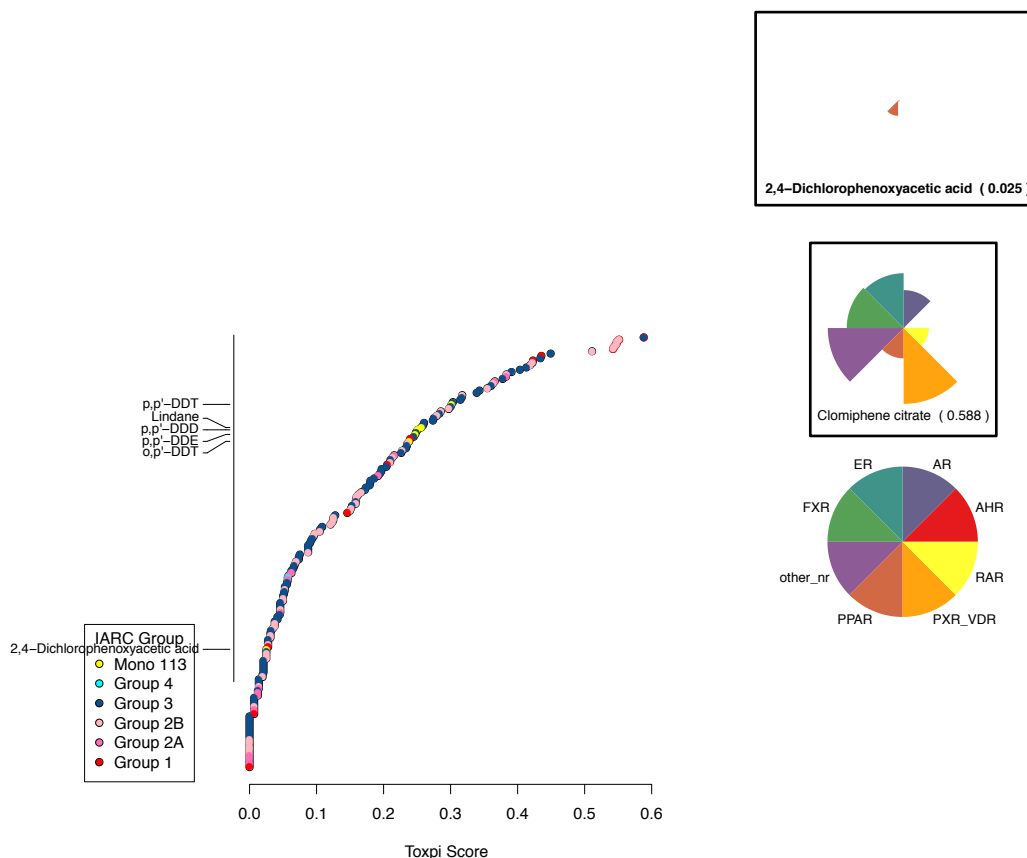 2,4–Dichlorophenoxyacetic acid ( 0.025 )
Clomiphene citrate ( 0.588 )
ER
AR
FXR
AHR
other_nr
RAR
PPAR
PXR_VDR
p,p'–DDT
Lindane
p,p'–DDD
p,p'–DDE
o,p'–DDT
2,4–Dichlorophenoxyacetic acid
IARC Group
Mono 113
Group 4
Group 3
Group 2B
Group 2A
Group 1
0.0 0.1 0.2 0.3 0.4 0.5 0.6
Toxpi Score